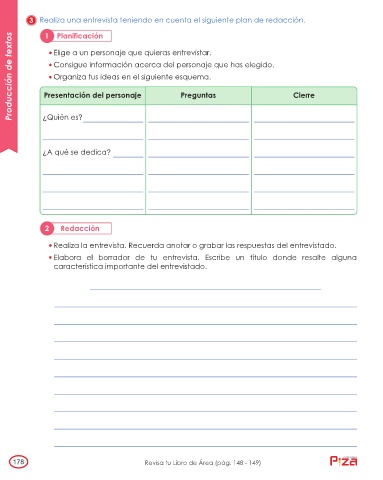 Producción de textos
3 Realiza una entrevista teniendo en cuenta el siguiente plan de redacción.
1 Planificación
• Elige a un personaje que quieras entrevistar.
• Consigue información acerca del personaje que has elegido.
• Organiza tus ideas en el siguiente esquema.
Presentación del personaje Preguntas Cierre
¿Quién es?
¿A qué se dedica?
2 Redacción
• Realiza la entrevista. Recuerda anotar o grabar las respuestas del entrevistado.
• Elabora el borrador de tu entrevista. Escribe un título donde resalte alguna
característica importante del entrevistado.
178
Revisa tu Libro de Área (pág. 148 - 149)
Piza